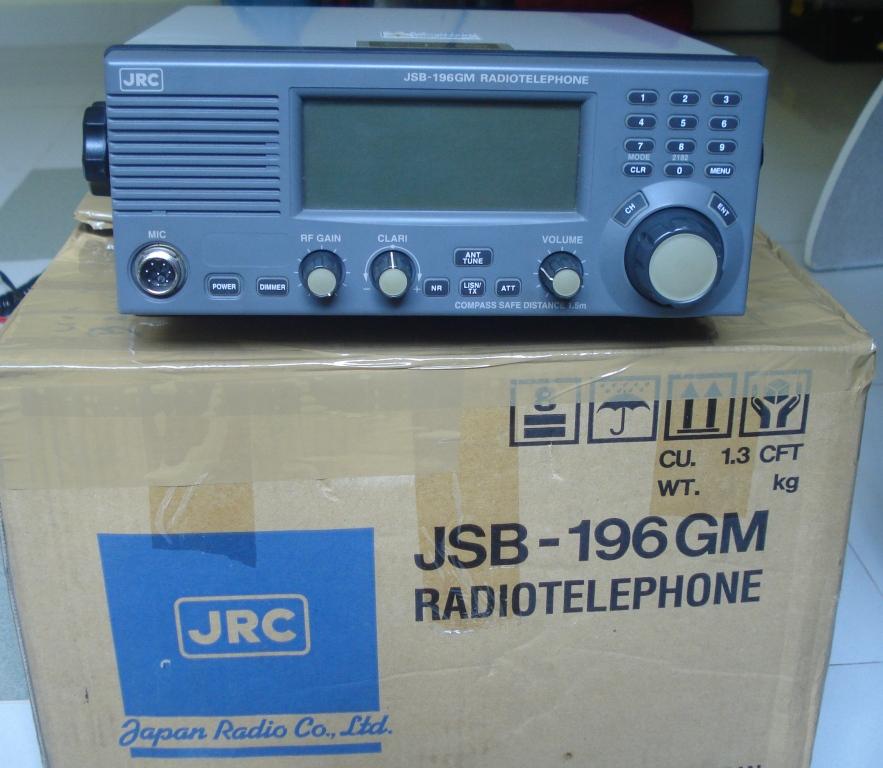 JRC
JSB-196GM RADIOTELEPHONE
1 2 3
4 5 6
7 8 9
MODE 2182
CLR 0 MENU
CH ENT
MIC
RF GAIN CLARI
VOLUME
ANT
TUNE
POWER DIMMER
- +
NR LISN/
TX ATT
COMPASS SAFE DISTANCE 1.5m
8
CU. 1.3 CFT
WT. kg
JSB-196GM
RADIOTELEPHONE
JRC
Japan Radio Co., Ltd.